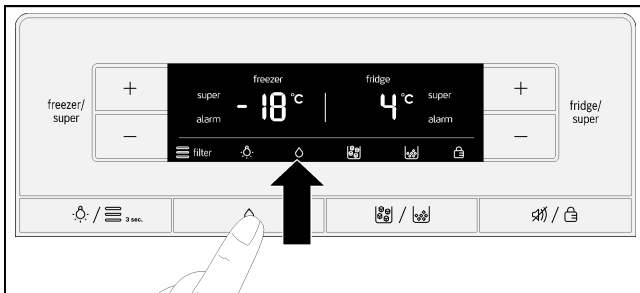 freezer/
super
+
−
freezer
super
- 18 °C
alarm
fridge
4 °C
super
alarm
filter
+
−
fridge/
super
/ 3 sec.
/
/